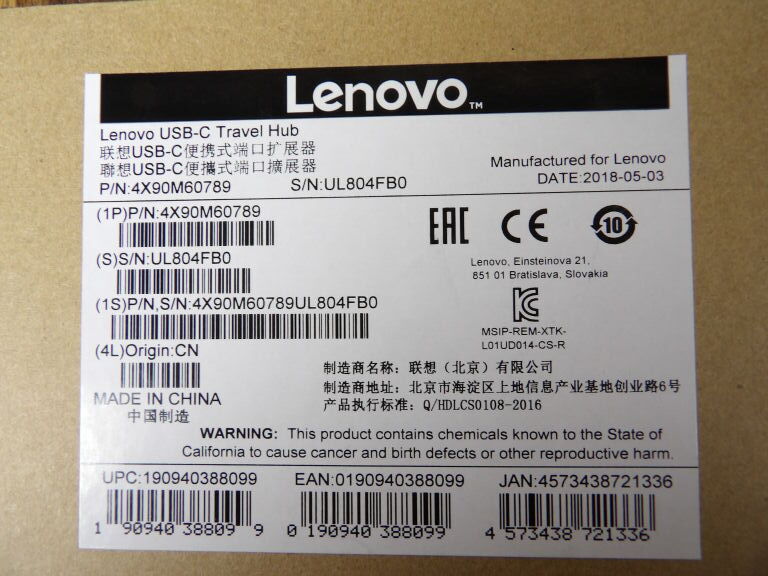 Lenovo™
Lenovo USB-C Travel Hub
联想USB-C便携式端口扩展器
聯想USB-C便攜式端口擴展器
P/N:4X90M60789 S/N:UL804FB0
Manufactured for Lenovo
DATE:2018-05-03
(1P)P/N:4X90M60789
(S)S/N:UL804FB0
(1S)P/N,S/N:4X90M60789UL804FB0
(4L)Origin:CN
MADE IN CHINA
中国制造
EAC CE 10
Lenovo, Einsteinova 21,
851 01 Bratislava, Slovakia
MSIP-REM-XTK-
L01UD014-CS-R
制造商名称: 联想 (北京) 有限公司
制造商地址: 北京市海淀区上地信息产业基地创业路6号
产品执行标准: Q/HDLCS0108-2016
WARNING: This product contains chemicals known to the State of
California to cause cancer and birth defects or other reproductive harm.
UPC:190940388099 EAN:0190940388099 JAN:4573438721336
1 90940 38809 9 0 190940 388099 4 573438 721336